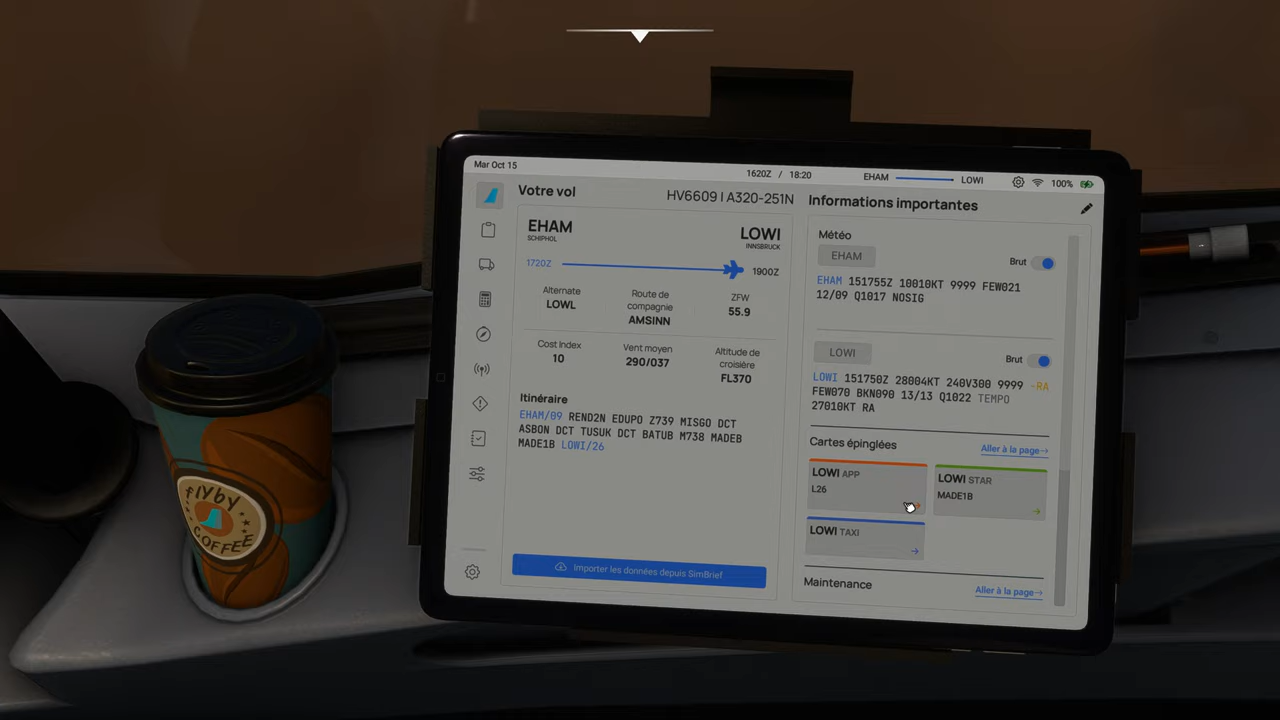 Mar Oct 15
1620Z / 18:20
EHAM LOWI
100%
Votre vol
HV6609 | A320-251N
EHAM
SCHIPHOL
LOWI
INNSBRUCK
1720Z
1900Z
Alternate
LOWL
Route de
compagnie
AMSINN
ZFW
55.9
Cost Index
10
Vent moyen
290/037
Altitude de
croisière
FL370
Itinéraire
EHAM/09 REND2N EDUPO Z739 MISGO DCT
ASBON DCT TUSUK DCT BATUB M738 MADEB
MADE1B LOWI/26
Importer les données depuis SimBrief
Informations importantes
Météo
EHAM
Brut
EHAM 151755Z 10010KT 9999 FEW021
12/09 Q1017 NOSIG
LOWI
Brut
LOWI 151750Z 28004KT 240V300 9999 -RA
FEW070 BKN090 13/13 Q1022 TEMPO
27010KT RA
Cartes épinglées
Aller à la page
LOWI APP
L26
LOWI STAR
MADE1B
LOWI TAXI
Maintenance
Aller à la page
flyby
COFFEE